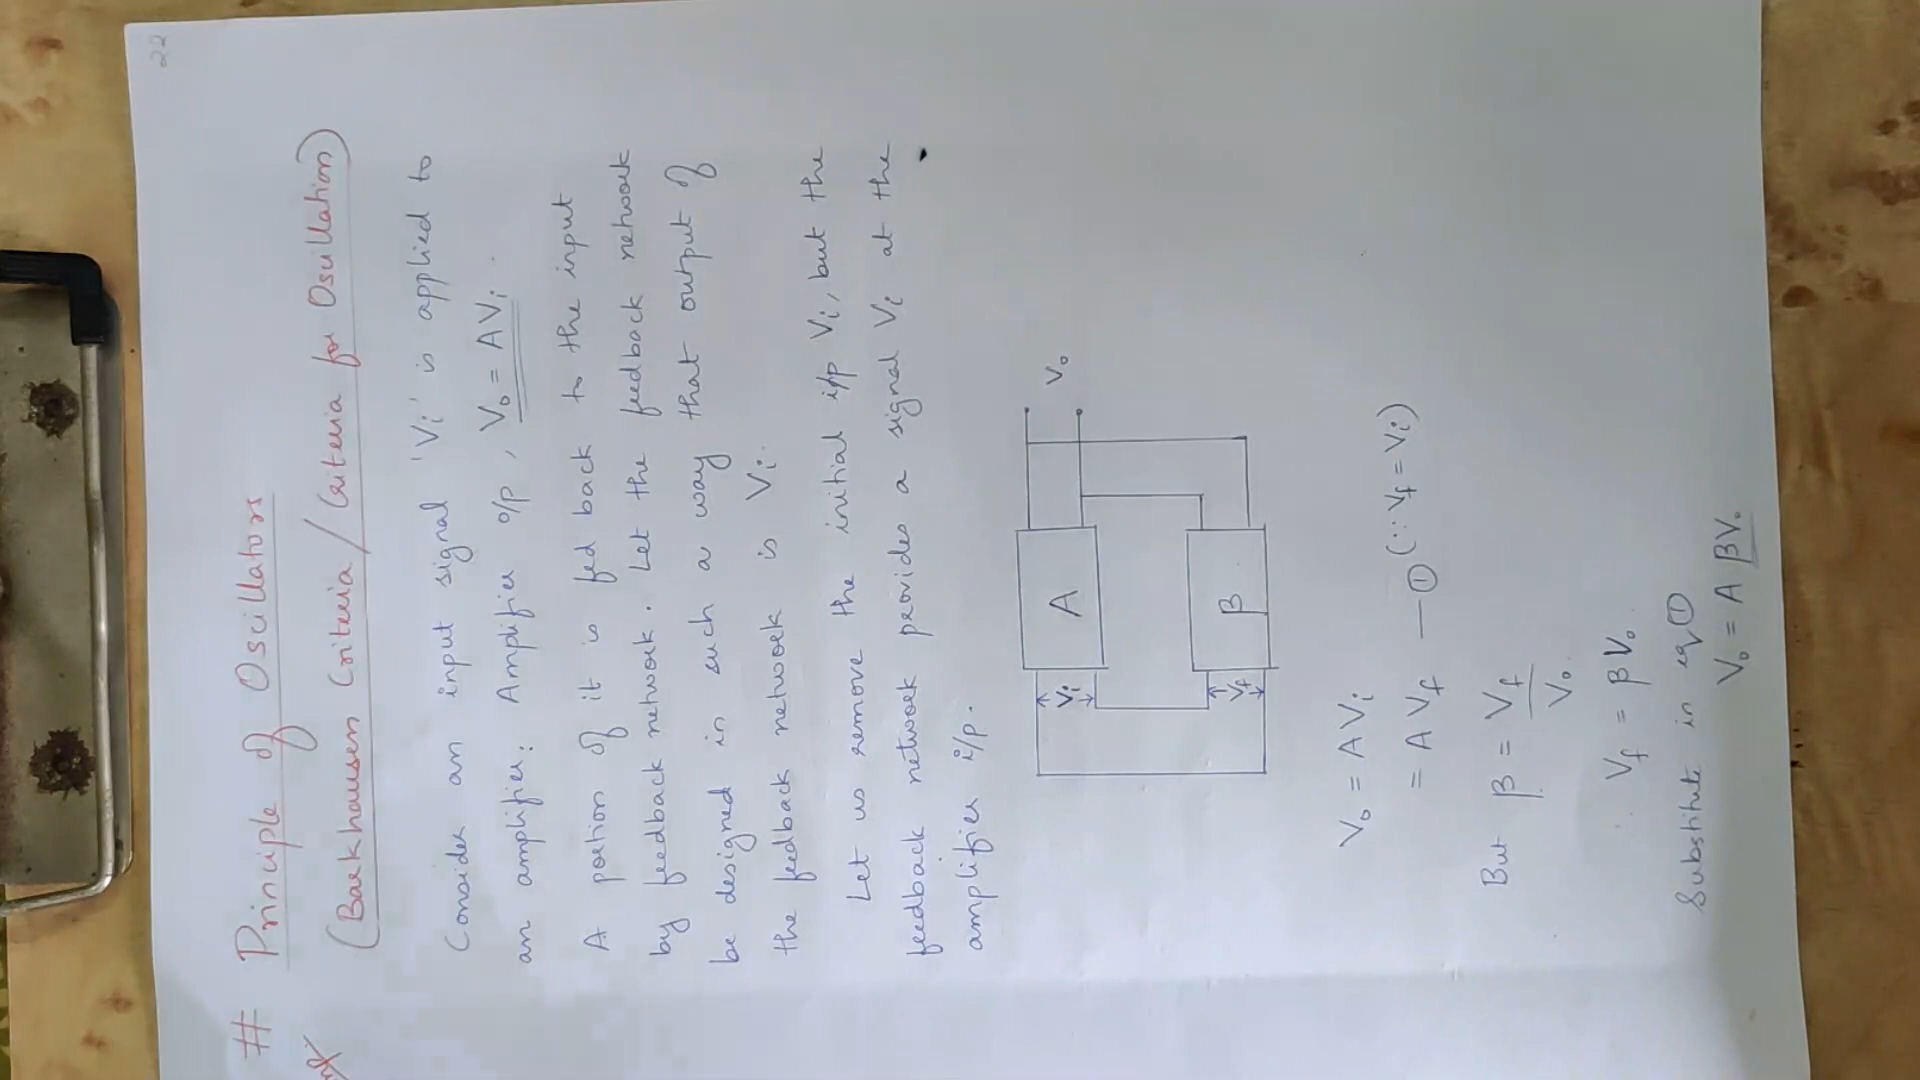 22
# Principle of Oscillators
(Barkhausen Criteria / Criteria for Oscillation)
Consider an input signal 'Vi' is applied to
an amplifier: Amplifier o/p, Vo = AVi.
A portion of it is fed back to the input
by feedback network. Let the feedback network
be designed in such a way that output of
the feedback network is Vi.
Let us remove the initial i/p Vi, but the
feedback network provides a signal Vi at the
amplifier i/p.
A
Vi
Vo
β
Vf
Vo = AVi
= AVf — ① (∵ Vf = Vi)
But β = Vf / Vo.
∴ Vf = βVo.
Substitute in eq ①
Vo = A βVo